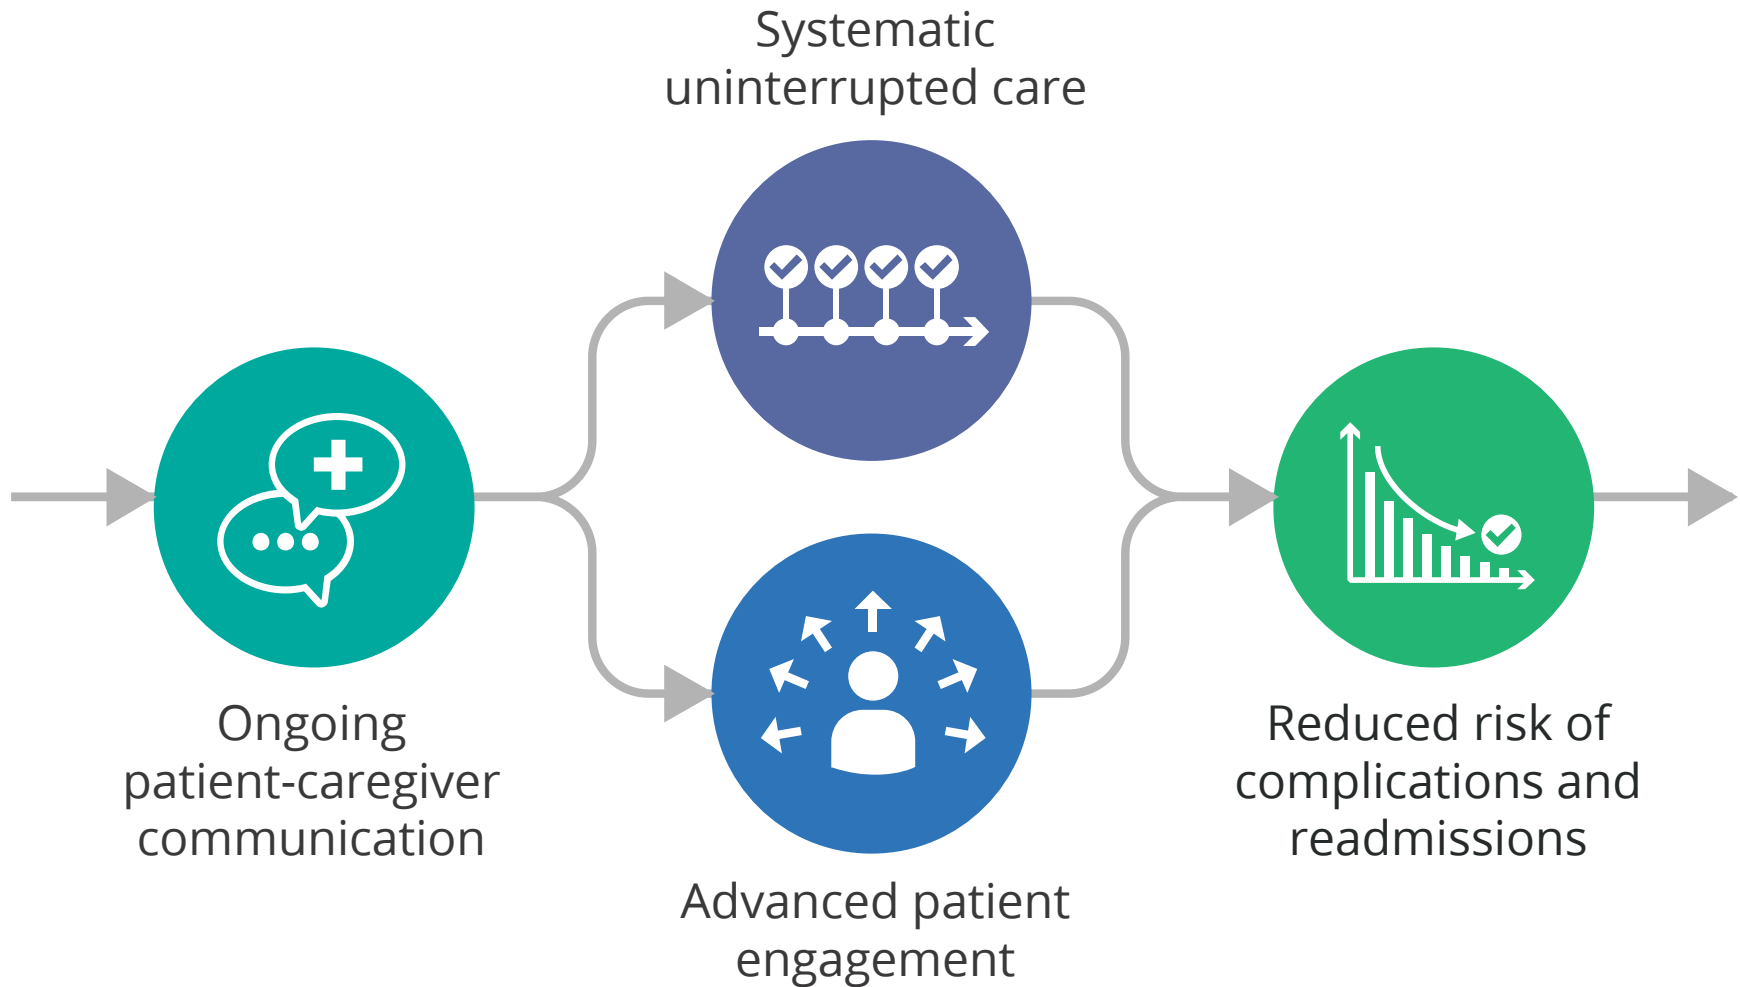 Systematic
uninterrupted care
Ongoing
patient-caregiver
communication
Advanced patient
engagement
Reduced risk of
complications and
readmissions